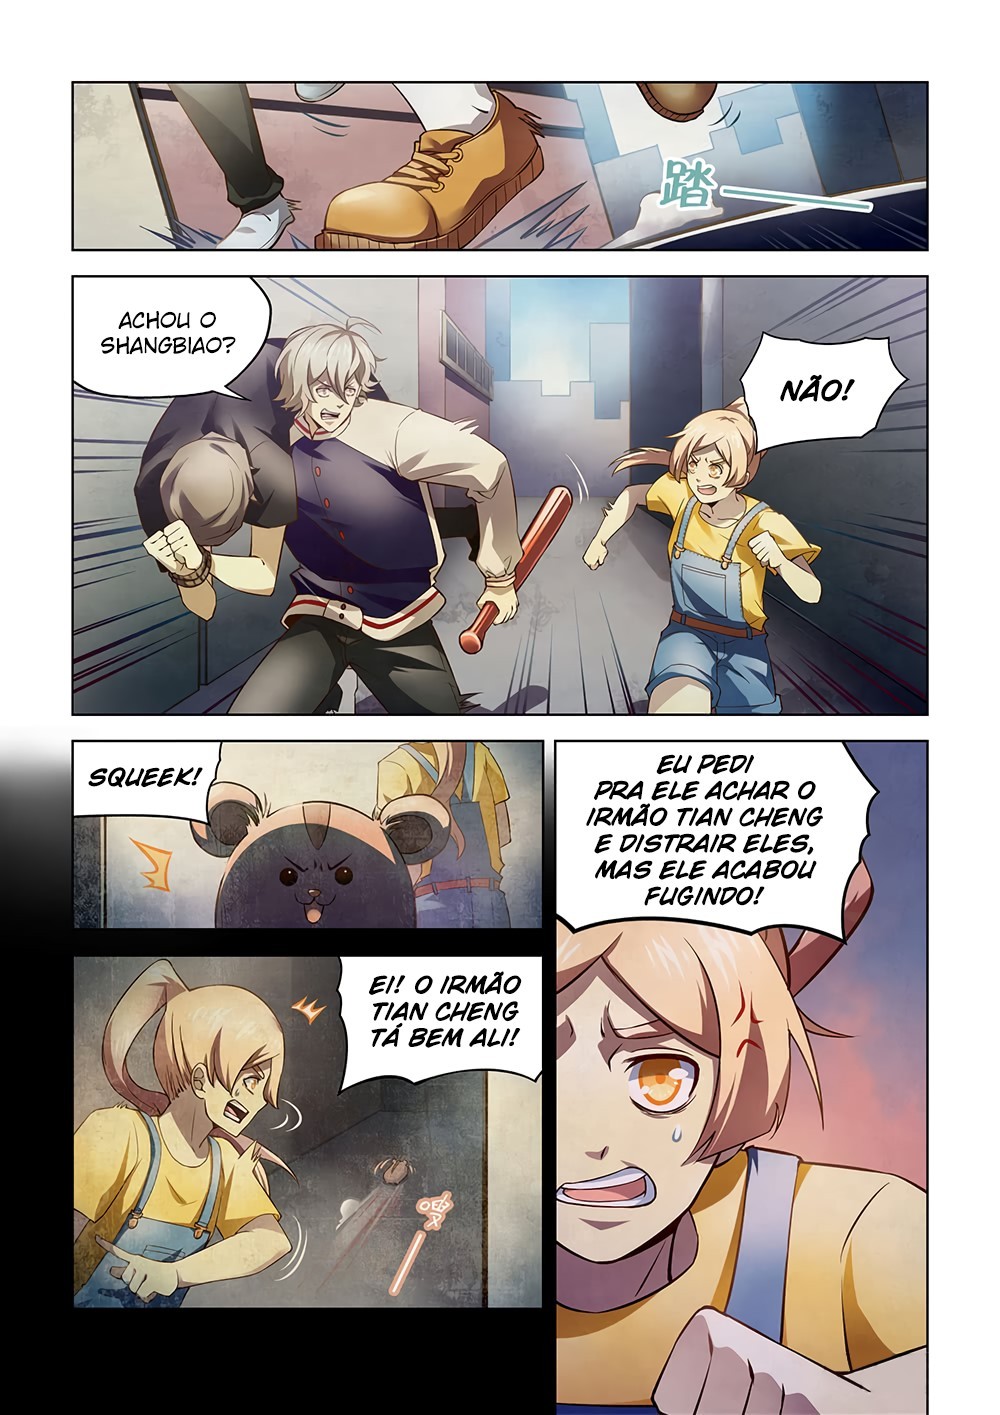 踏
ACHOU O
SHANGBIAO?
NÃO!
EU PEDI
PRA ELE ACHAR O
IRMÃO TIAN CHENG
E DISTRAIR ELES,
MAS ELE ACABOU
FUGINDO!
SQUEEK!
EI! O IRMÃO
TIAN CHENG
TÁ BEM ALI!
嗖